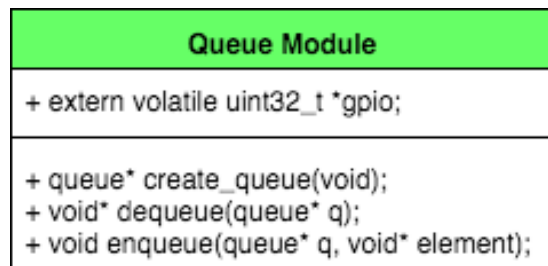 Queue Module
+ extern volatile uint32_t *gpio;
+ queue* create_queue(void);
+ void* dequeue(queue* q);
+ void enqueue(queue* q, void* element);